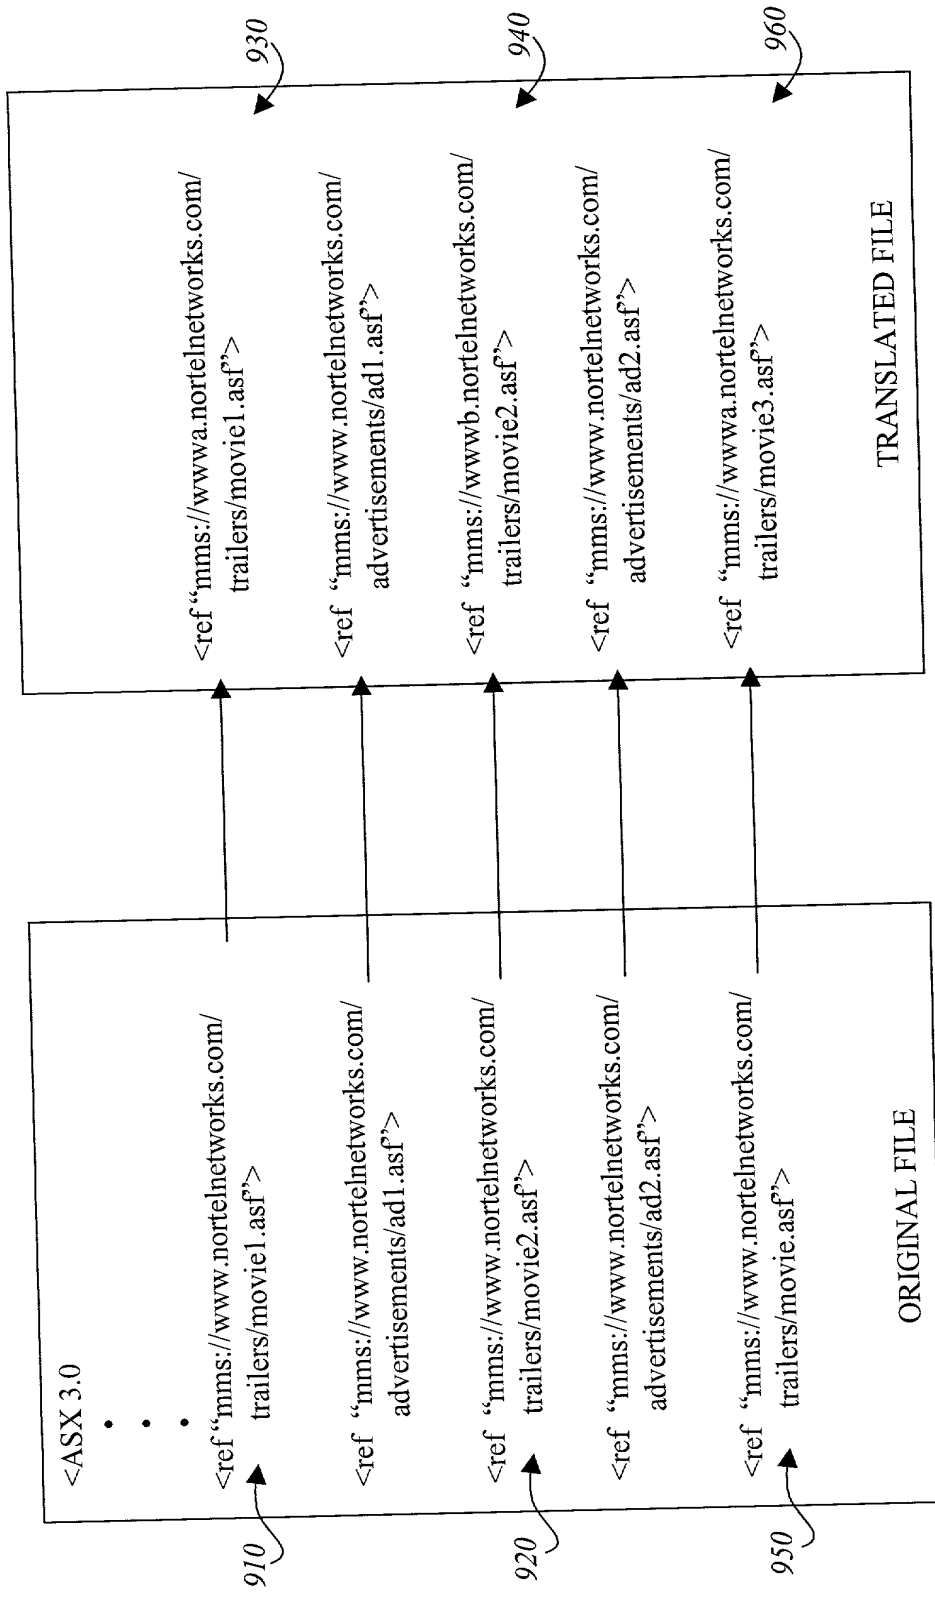 <ASX 3.0
910
<ref “mms://www.nortelnetworks.com/
trailers/movie1.asf”>
<ref “mms://www.nortelnetworks.com/
advertisements/ad1.asf”>
920
<ref “mms://www.nortelnetworks.com/
trailers/movie2.asf”>
<ref “mms://www.nortelnetworks.com/
advertisements/ad2.asf”>
950
<ref “mms://www.nortelnetworks.com/
trailers/movie.asf”>
ORIGINAL FILE
930
<ref “mms://wwwa.nortelnetworks.com/
trailers/movie1.asf”>
<ref “mms://www.nortelnetworks.com/
advertisements/ad1.asf”>
940
<ref “mms://wwwb.nortelnetworks.com/
trailers/movie2.asf”>
<ref “mms://www.nortelnetworks.com/
advertisements/ad2.asf”>
960
<ref “mms://wwwa.nortelnetworks.com/
trailers/movie3.asf”>
TRANSLATED FILE